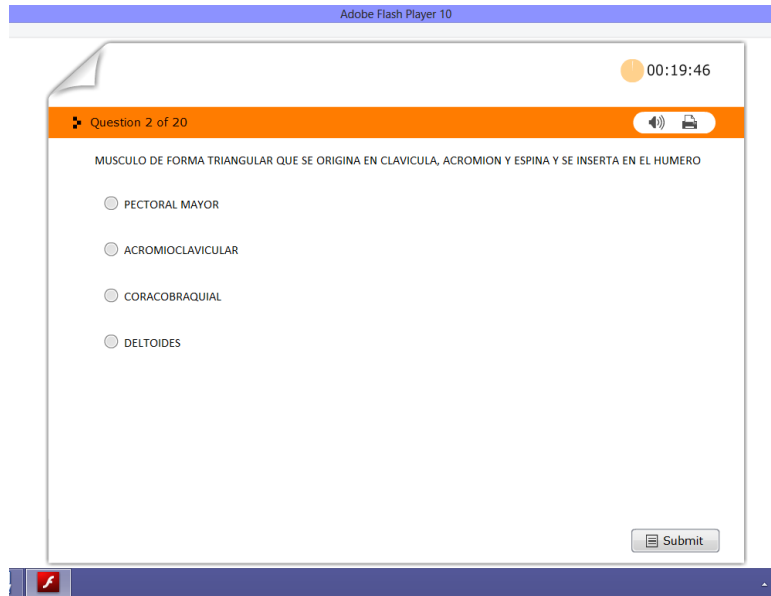 Adobe Flash Player 10
00:19:46
Question 2 of 20
MUSCULO DE FORMA TRIANGULAR QUE SE ORIGINA EN CLAVICULA, ACROMION Y ESPINA Y SE INSERTA EN EL HUMERO
PECTORAL MAYOR
ACROMIOCLAVICULAR
CORACOBRAQUIAL
DELTOIDES
Submit